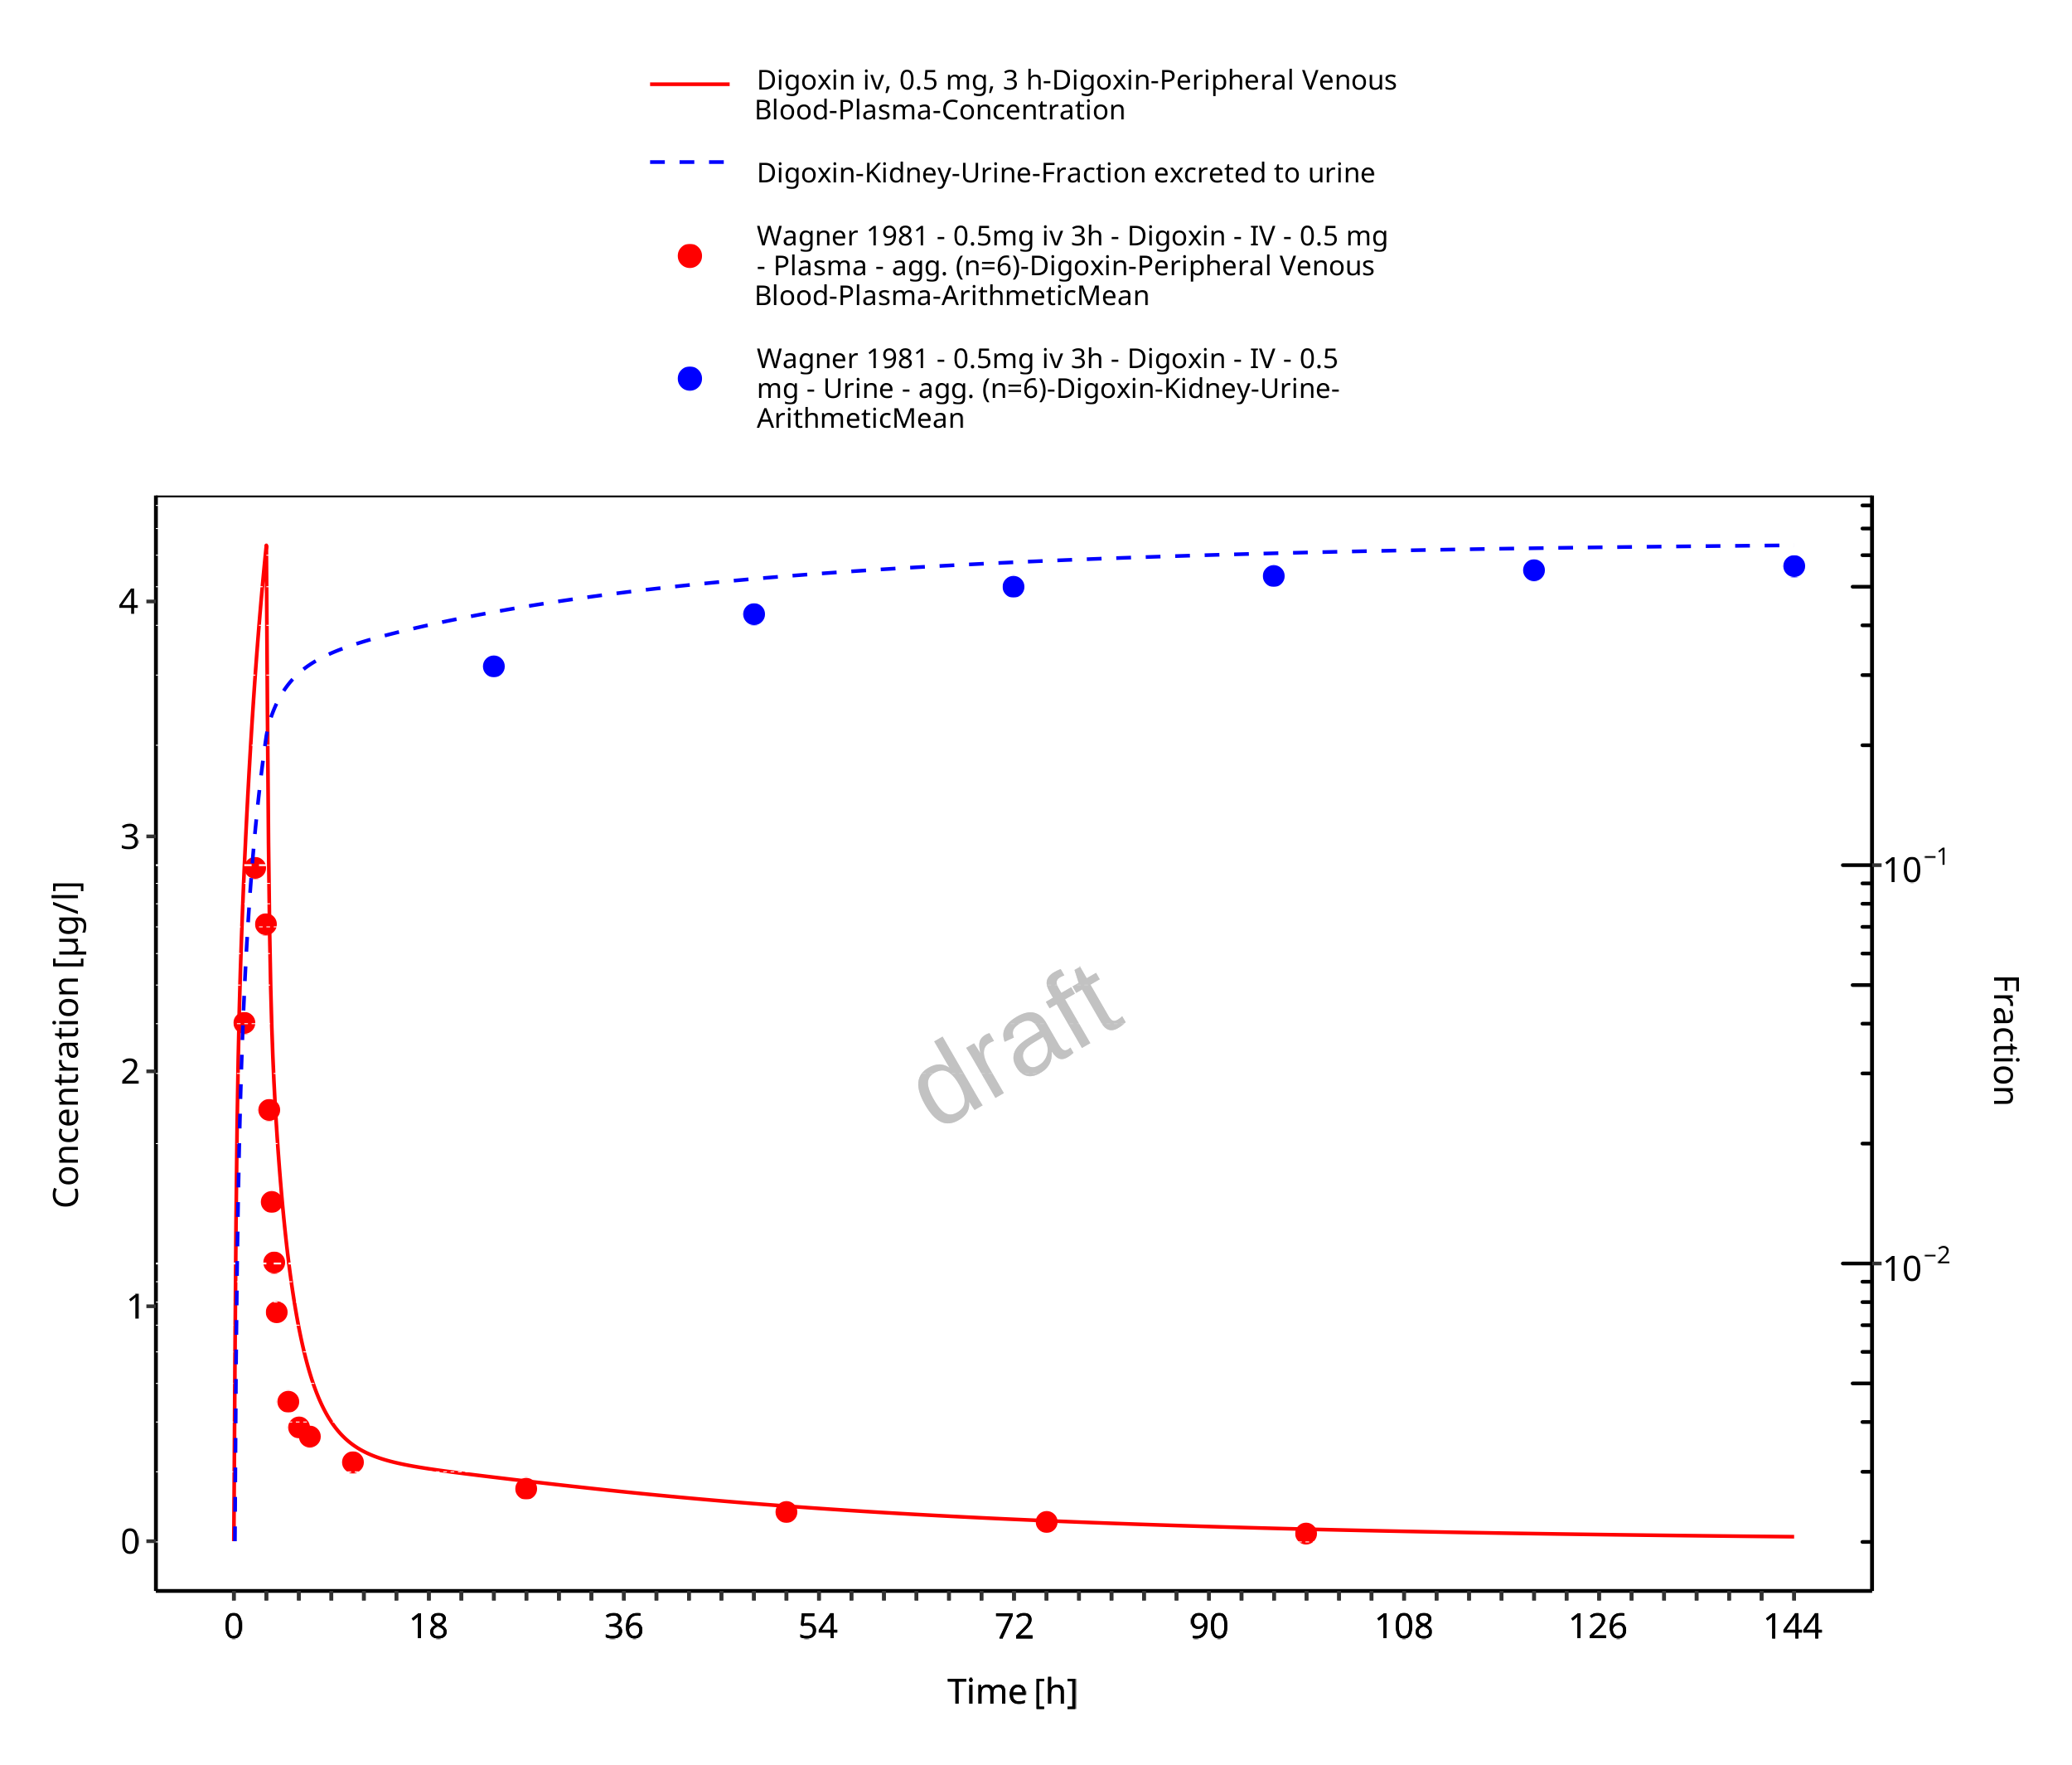 Digoxin iv, 0.5 mg, 3 h-Digoxin-Peripheral Venous
Blood-Plasma-Concentration
Digoxin-Kidney-Urine-Fraction excreted to urine
Wagner 1981 - 0.5mg iv 3h - Digoxin - IV - 0.5 mg
- Plasma - agg. (n=6)-Digoxin-Peripheral Venous
Blood-Plasma-ArithmeticMean
Wagner 1981 - 0.5mg iv 3h - Digoxin - IV - 0.5
mg - Urine - agg. (n=6)-Digoxin-Kidney-Urine-
ArithmeticMean
Concentration [µg/l]
4
3
2
1
0
draft
10⁻¹
10⁻²
Fraction
0 18 36 54 72 90 108 126 144
Time [h]